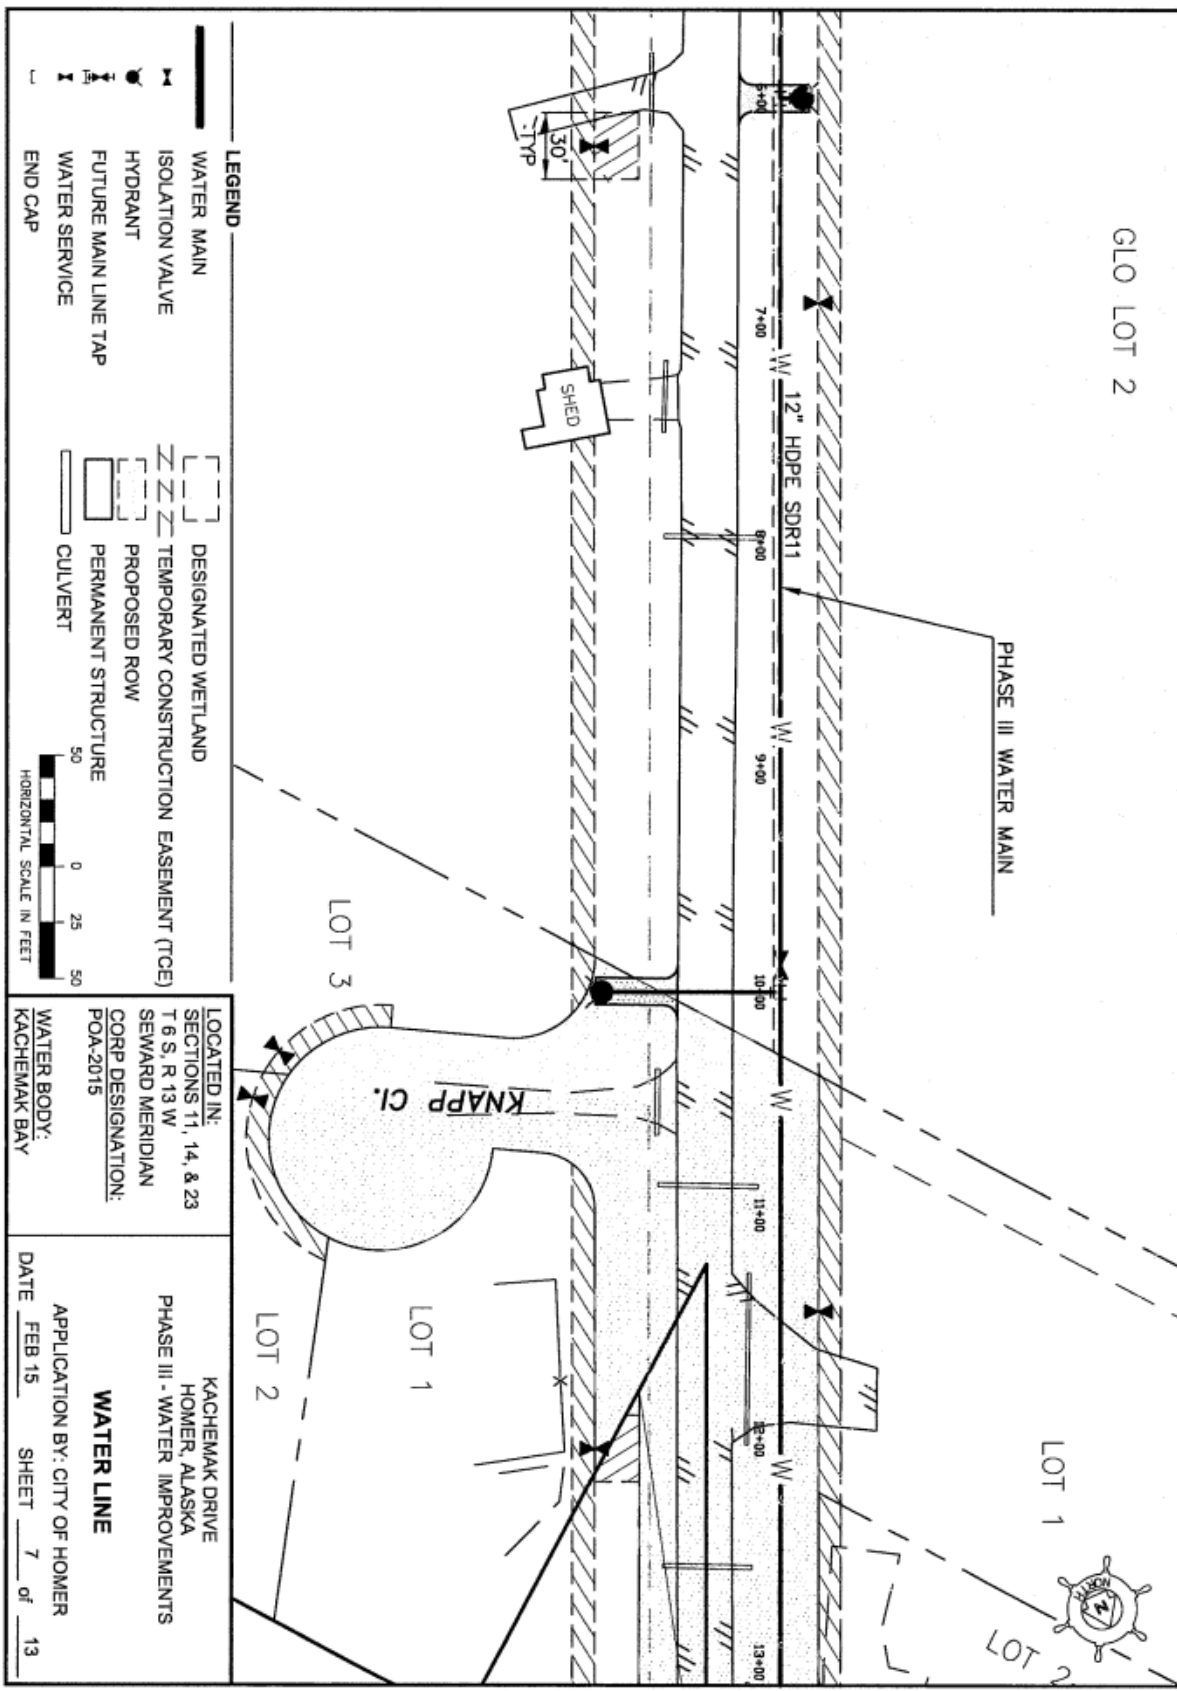 GLO LOT 2
PHASE III WATER MAIN
LOT 1
LOT 2
NORTH
N
12" HDPE SDR11
W
W
W
W
6+00
7+00
8+00
9+00
10+00
11+00
12+00
13+00
30'
TYP
SHED
KNAPP CI.
LOT 3
LOT 1
LOT 2
LEGEND
WATER MAIN
ISOLATION VALVE
HYDRANT
FUTURE MAIN LINE TAP
WATER SERVICE
END CAP
DESIGNATED WETLAND
TEMPORARY CONSTRUCTION EASEMENT (TCE)
PROPOSED ROW
PERMANENT STRUCTURE
CULVERT
50 0 25 50
HORIZONTAL SCALE IN FEET
LOCATED IN:
SECTIONS 11, 14, & 23
T 6 S, R 13 W
SEWARD MERIDIAN
CORP DESIGNATION:
POA-2015
WATER BODY:
KACHEMAK BAY
KACHEMAK DRIVE
HOMER, ALASKA
PHASE III - WATER IMPROVEMENTS
WATER LINE
APPLICATION BY: CITY OF HOMER
DATE FEB 15 SHEET 7 of 13